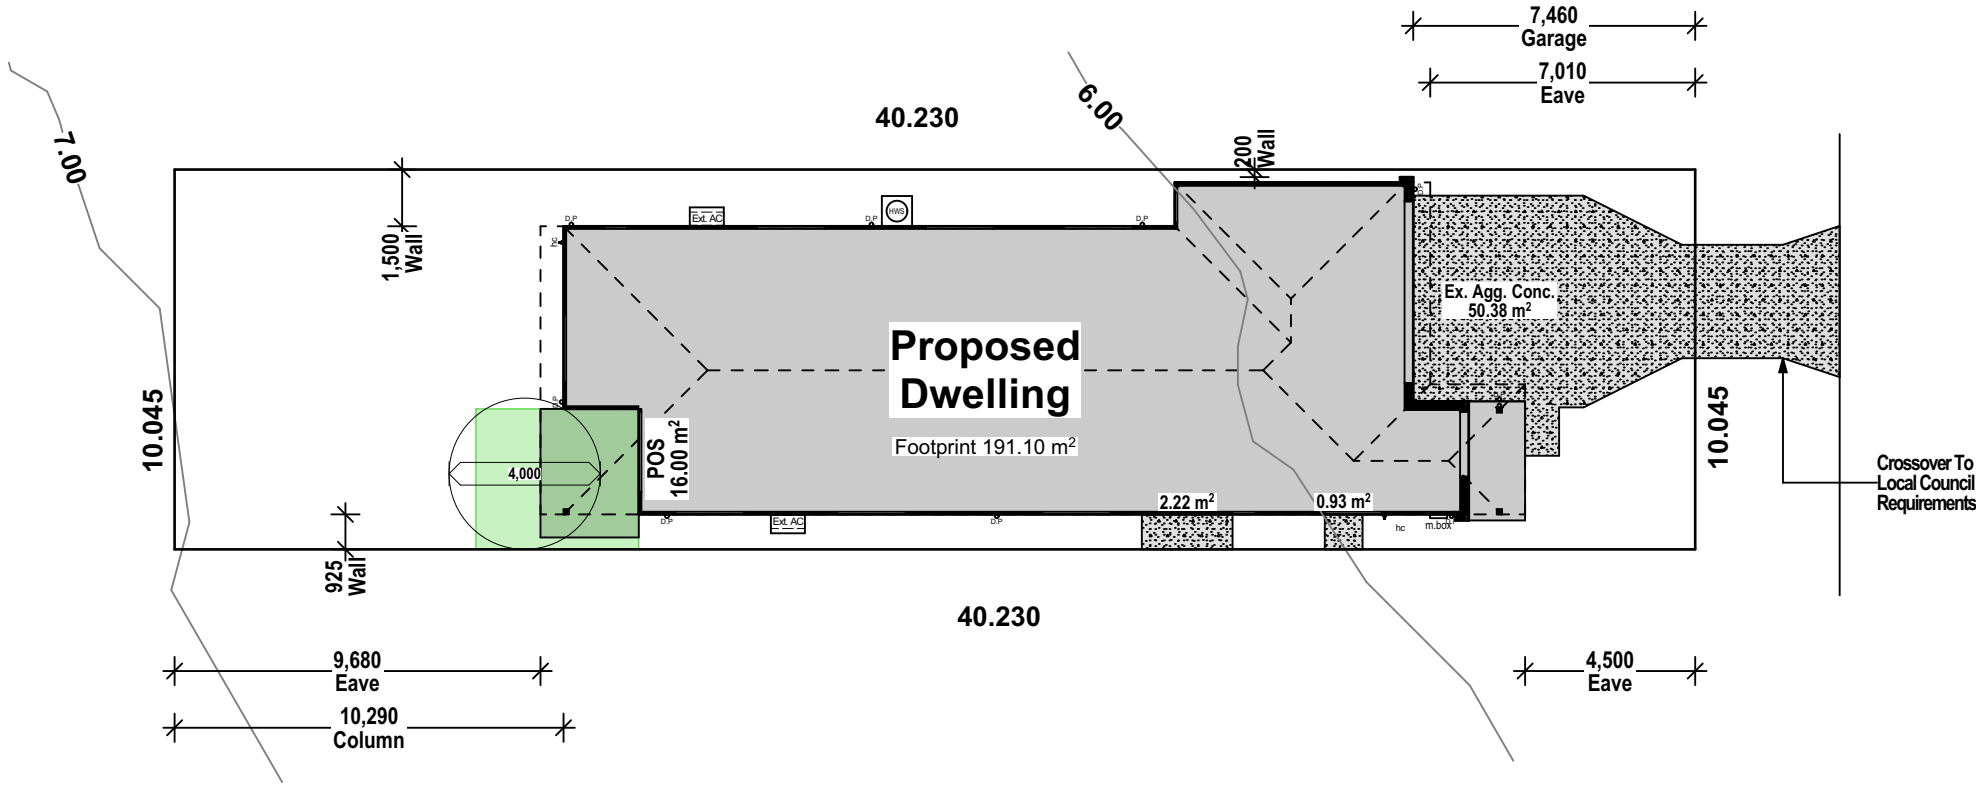 7,460
Garage
7,010
Eave
40.230
6.00
7.00
200
Wall
1,500
Wall
D.P
Ext. AC
D.P
HWS
D.P
D.P
hc
Ex. Agg. Conc.
50.38 m²
Proposed
Dwelling
Footprint 191.10 m²
10.045
10.045
D.P
POS
16.00 m²
4,000
Crossover To
Local Council
Requirements
2.22 m²
0.93 m²
D.P
Ext. AC
D.P
hc
m.box
925
Wall
40.230
9,680
Eave
4,500
Eave
10,290
Column